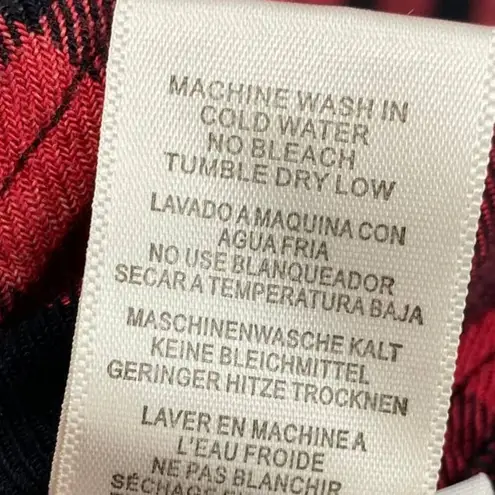 MACHINE WASH IN
COLD WATER
NO BLEACH
TUMBLE DRY LOW
LAVADO A MAQUINA CON
AGUA FRIA
NO USE BLANQUEADOR
SECAR A TEMPERATURA BAJA
MASCHINENWASCHE KALT
KEINE BLEICHMITTEL
GERINGER HITZE TROCKNEN
LAVER EN MACHINE A
L'EAU FROIDE
NE PAS BLANCHIR